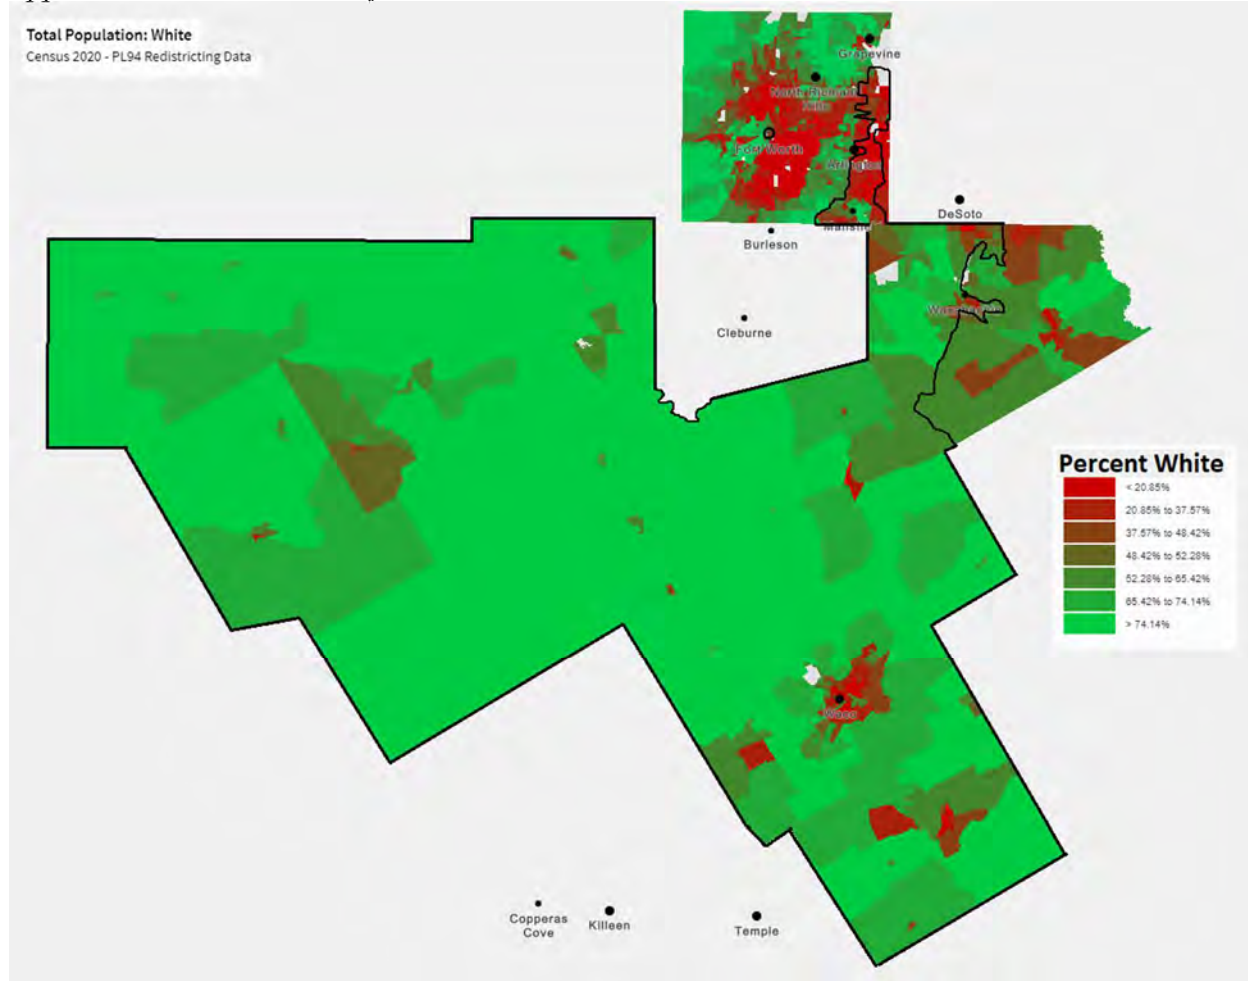 Total Population: White
Census 2020 - PL94 Redistricting Data
Grapevine
North Richland
Hills
Fort Worth
Arlington
DeSoto
Mansfield
Burleson
Waxahachie
Cleburne
Percent White
< 20.85%
20.85% to 37.57%
37.57% to 48.42%
48.42% to 52.28%
52.28% to 65.42%
65.42% to 74.14%
> 74.14%
Waco
Copperas
Cove
Killeen
Temple